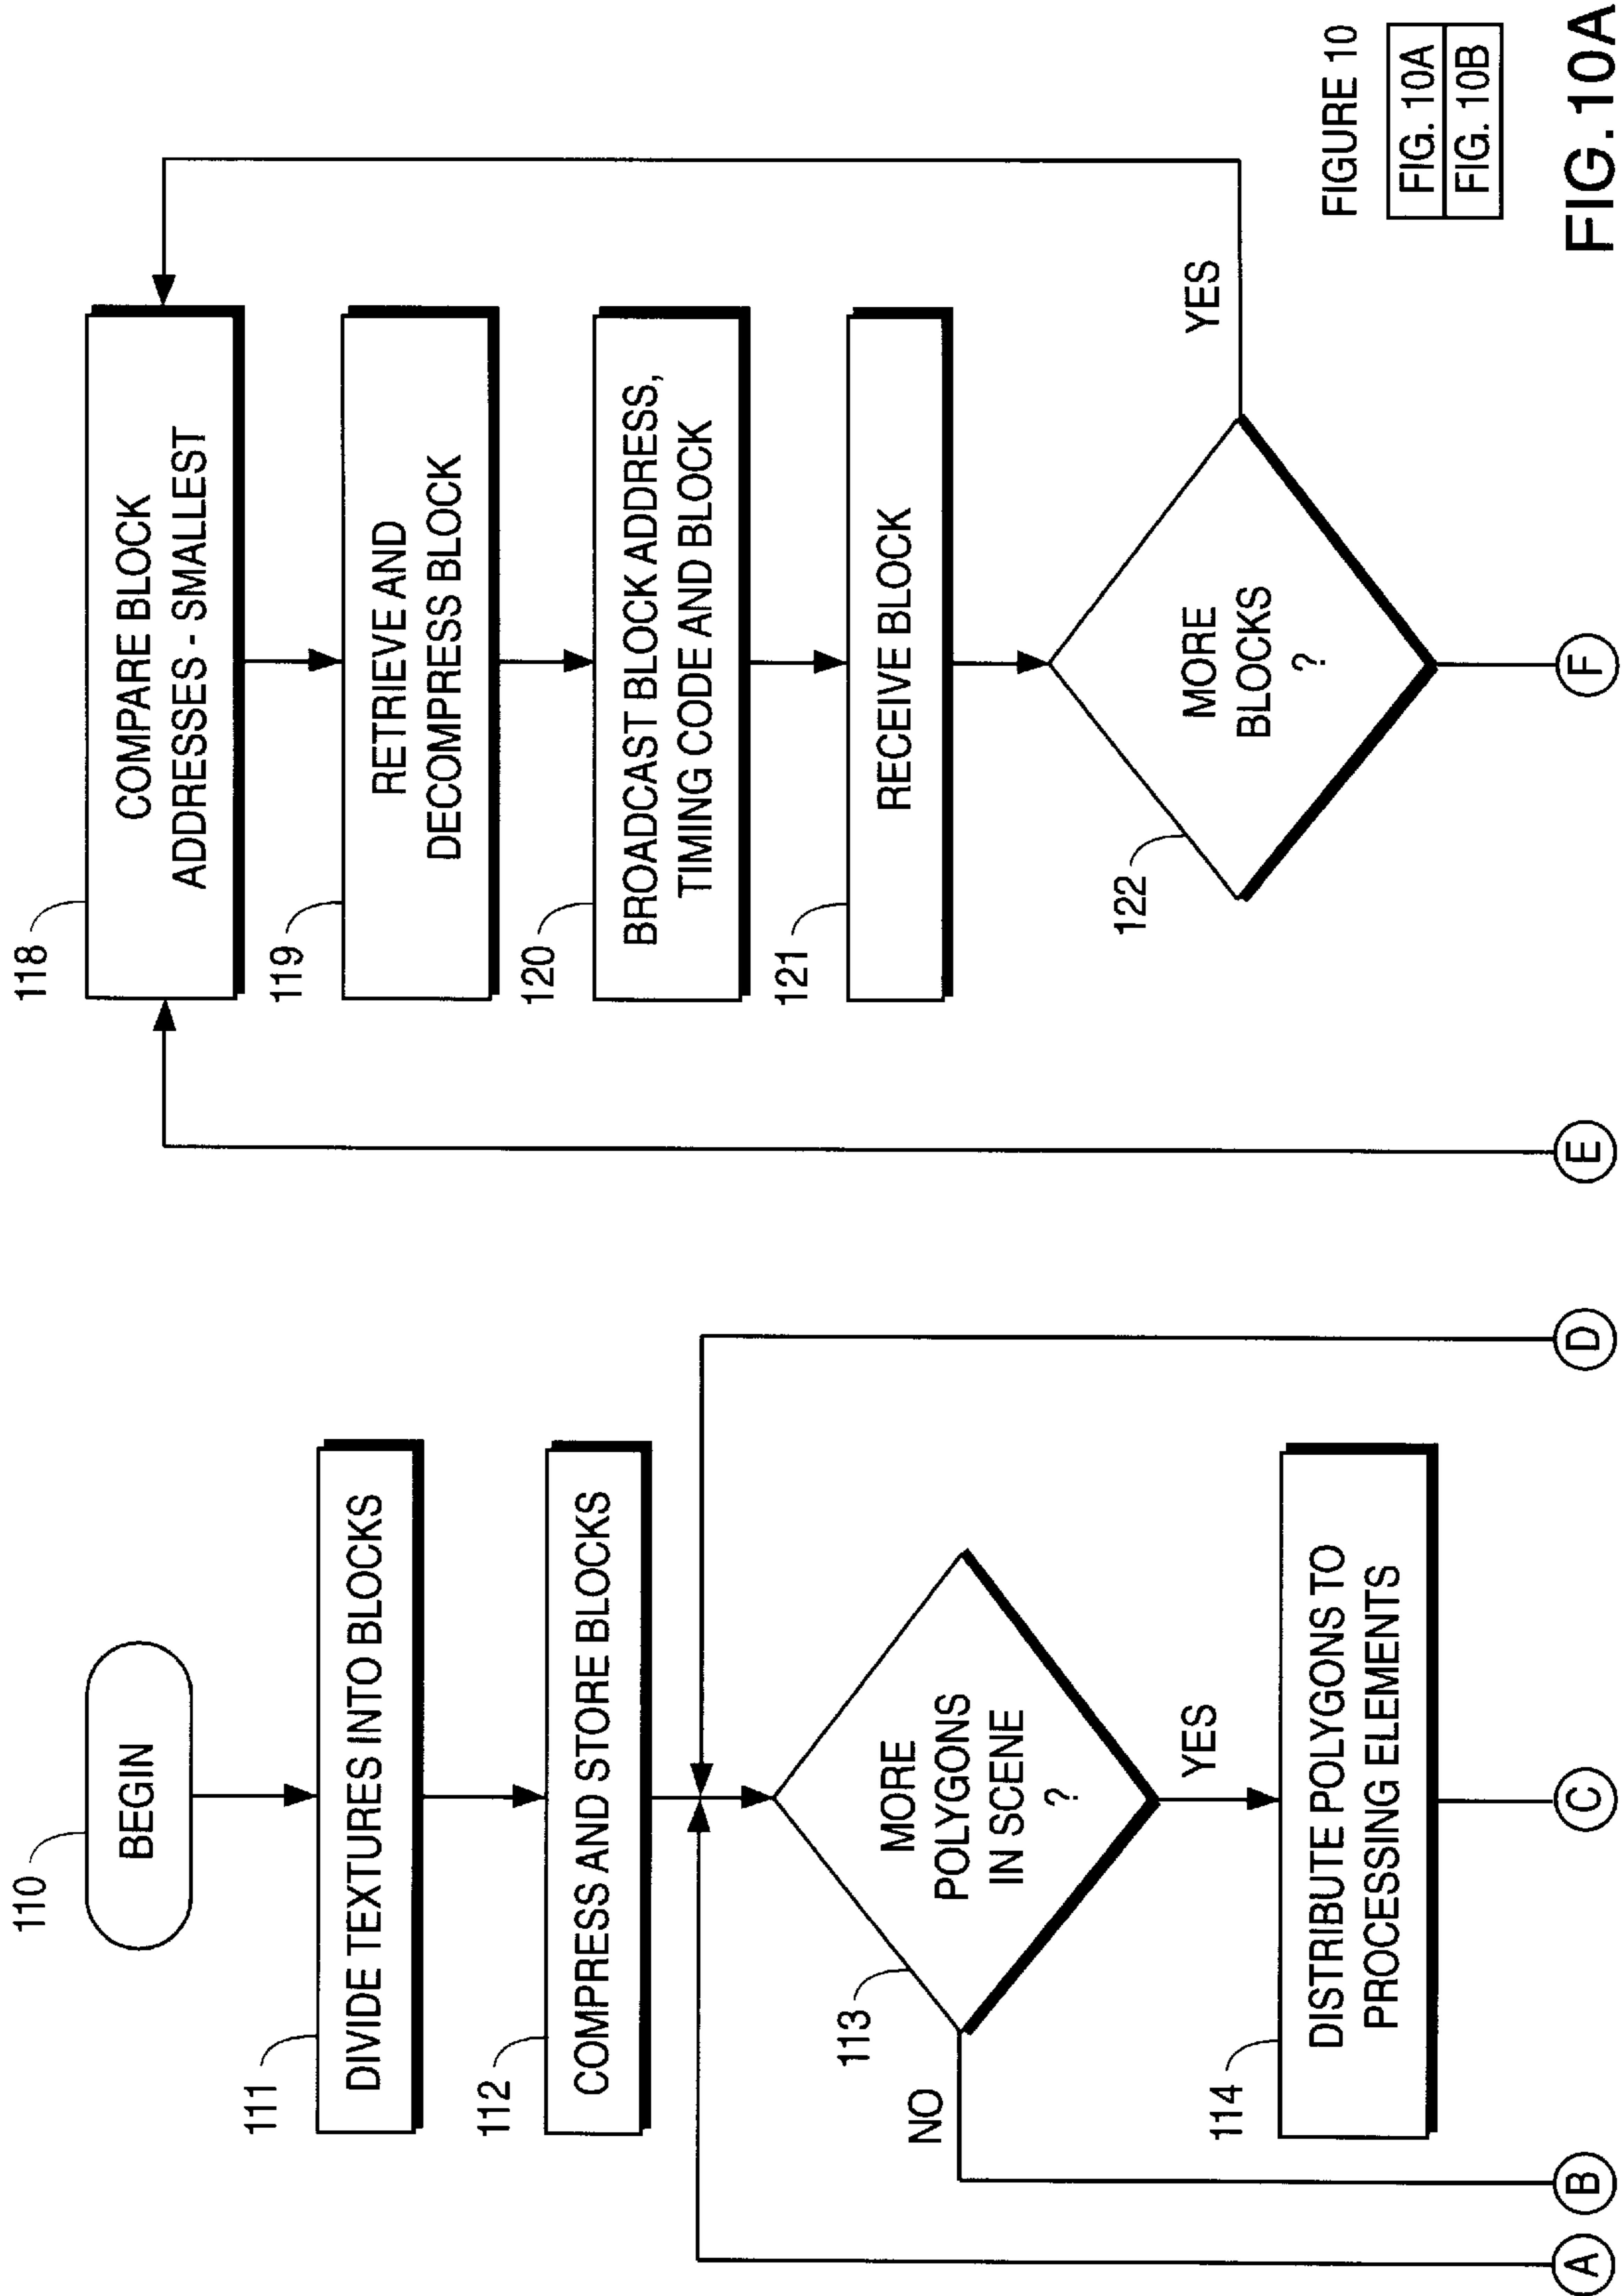 110
BEGIN
111
DIVIDE TEXTURES INTO BLOCKS
112
COMPRESS AND STORE BLOCKS
113
MORE
POLYGONS
IN SCENE
?
NO
YES
114
DISTRIBUTE POLYGONS TO
PROCESSING ELEMENTS
A
B
C
D
118
COMPARE BLOCK
ADDRESSES - SMALLEST
119
RETRIEVE AND
DECOMPRESS BLOCK
120
BROADCAST BLOCK ADDRESS,
TIMING CODE AND BLOCK
121
RECEIVE BLOCK
122
MORE
BLOCKS
?
YES
E
F
FIGURE 10
FIG. 10A
FIG. 10B
FIG. 10A